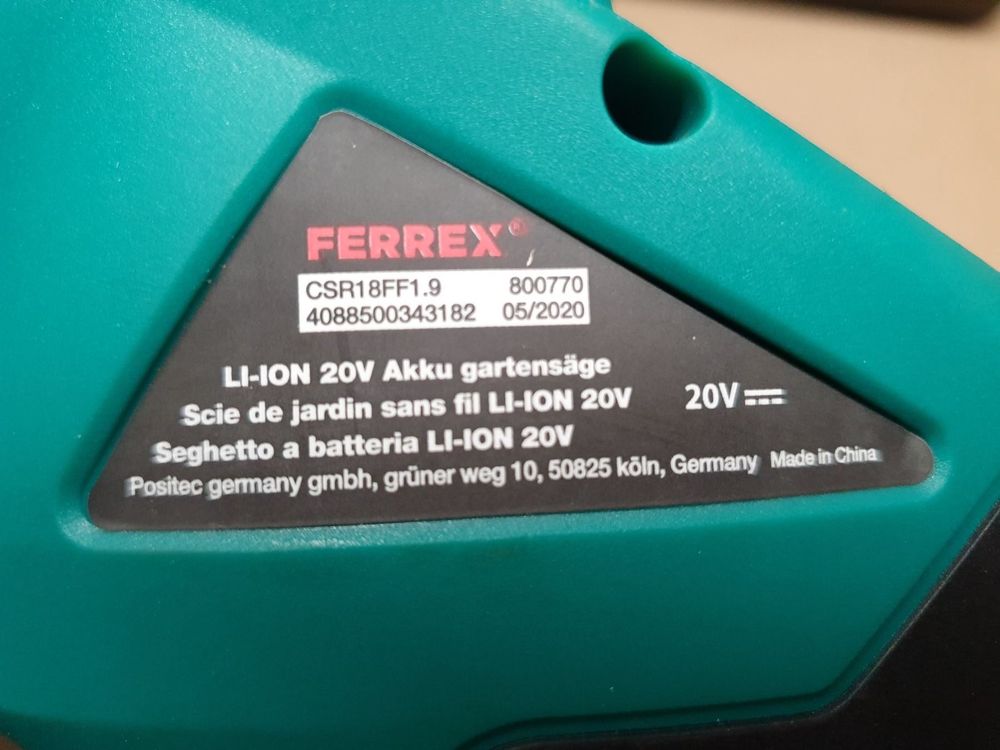 FERREX®
CSR18FF1.9 800770
4088500343182 05/2020
LI-ION 20V Akku gartensäge
Scie de jardin sans fil LI-ION 20V 20V
Seghetto a batteria LI-ION 20V
Positec germany gmbh, grüner weg 10, 50825 köln, Germany Made in China